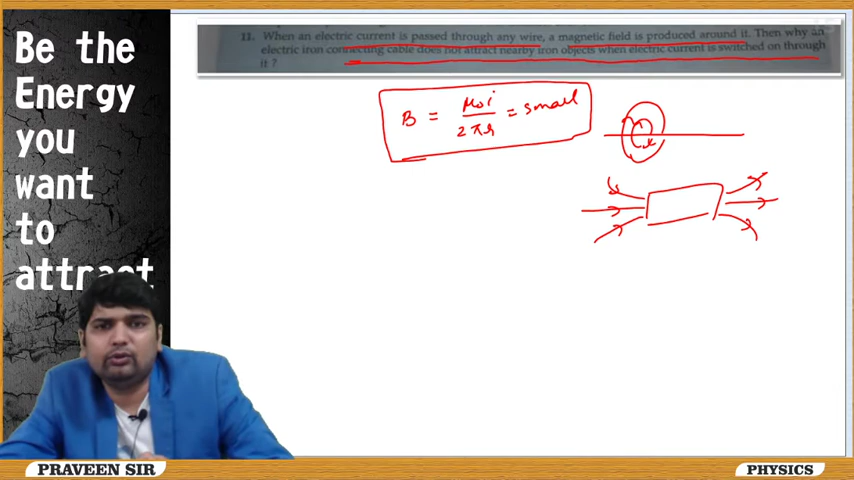 Be the
Energy
you
want
to
attract
11. When an electric current is passed through any wire, a magnetic field is produced around it. Then why an
electric iron connecting cable does not attract nearby iron objects when electric current is switched on through
it ?
B = μ₀i / 2πr = small
PRAVEEN SIR
PHYSICS